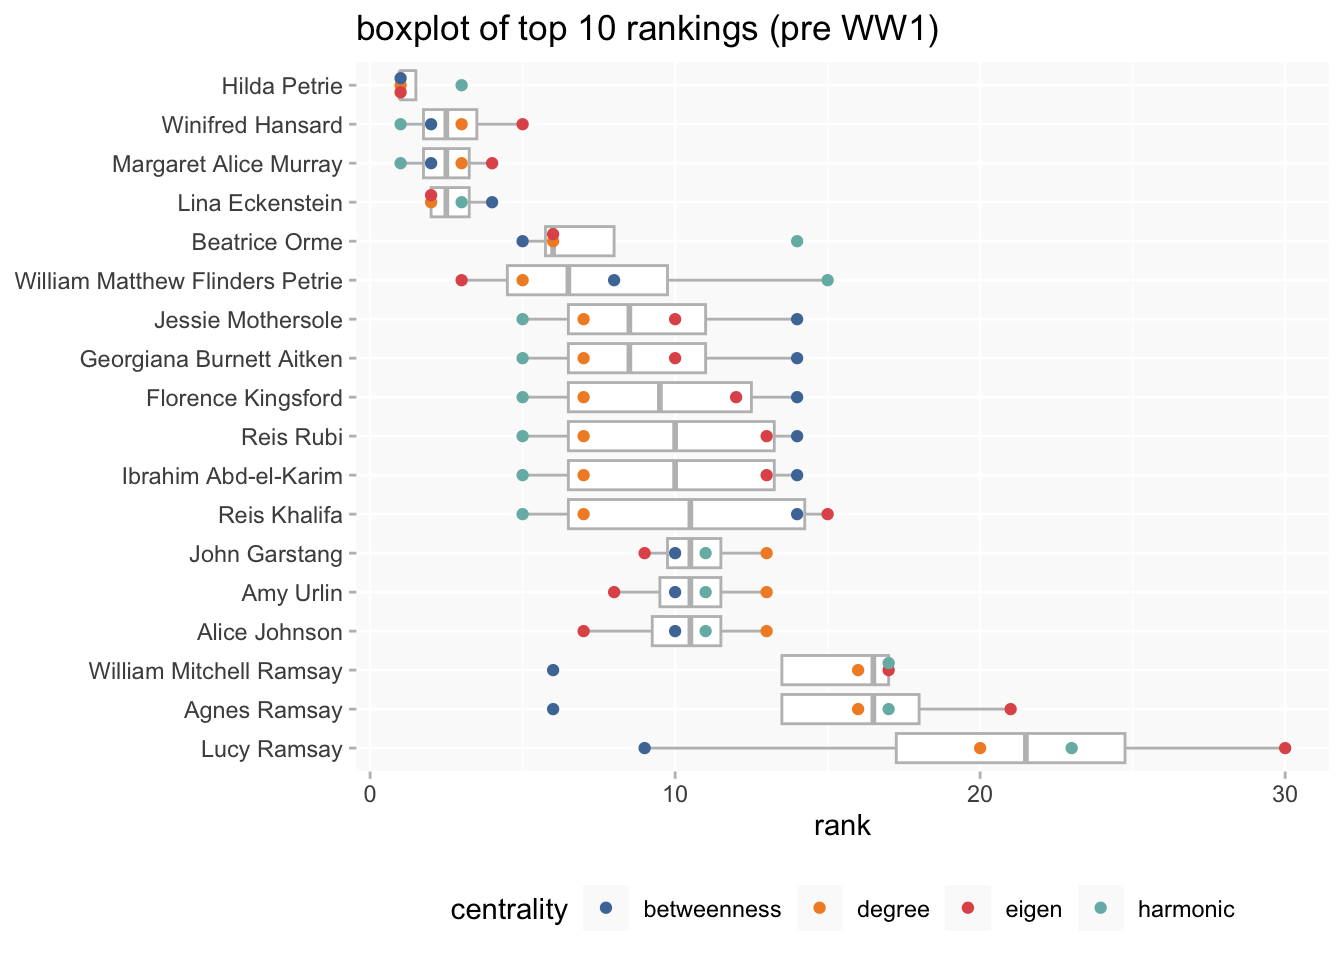 boxplot of top 10 rankings (pre WW1)
Hilda Petrie
Winifred Hansard
Margaret Alice Murray
Lina Eckenstein
Beatrice Orme
William Matthew Flinders Petrie
Jessie Mothersole
Georgiana Burnett Aitken
Florence Kingsford
Reis Rubi
Ibrahim Abd-el-Karim
Reis Khalifa
John Garstang
Amy Urlin
Alice Johnson
William Mitchell Ramsay
Agnes Ramsay
Lucy Ramsay
0 10 20 30
rank
centrality betweenness degree eigen harmonic